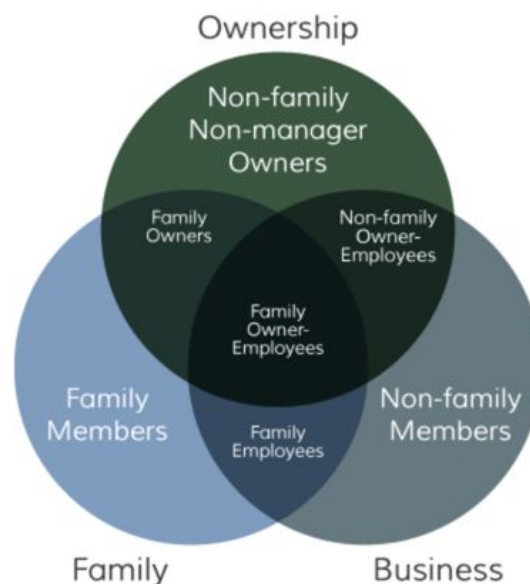 Ownership
Non-family
Non-manager
Owners
Family
Owners
Non-family
Owner-
Employees
Family
Owner-
Employees
Family
Members
Non-family
Members
Family
Employees
Family
Business